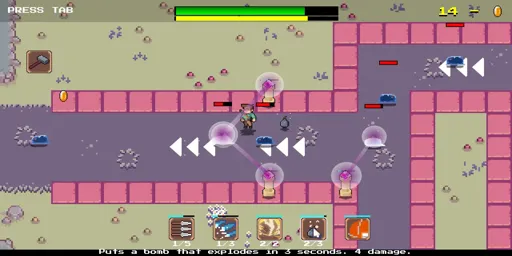 PRESS TAB
14 -
1/5
1/3
2/2
2/3
Puts a bomb that explodes in 3 seconds. 4 damage.